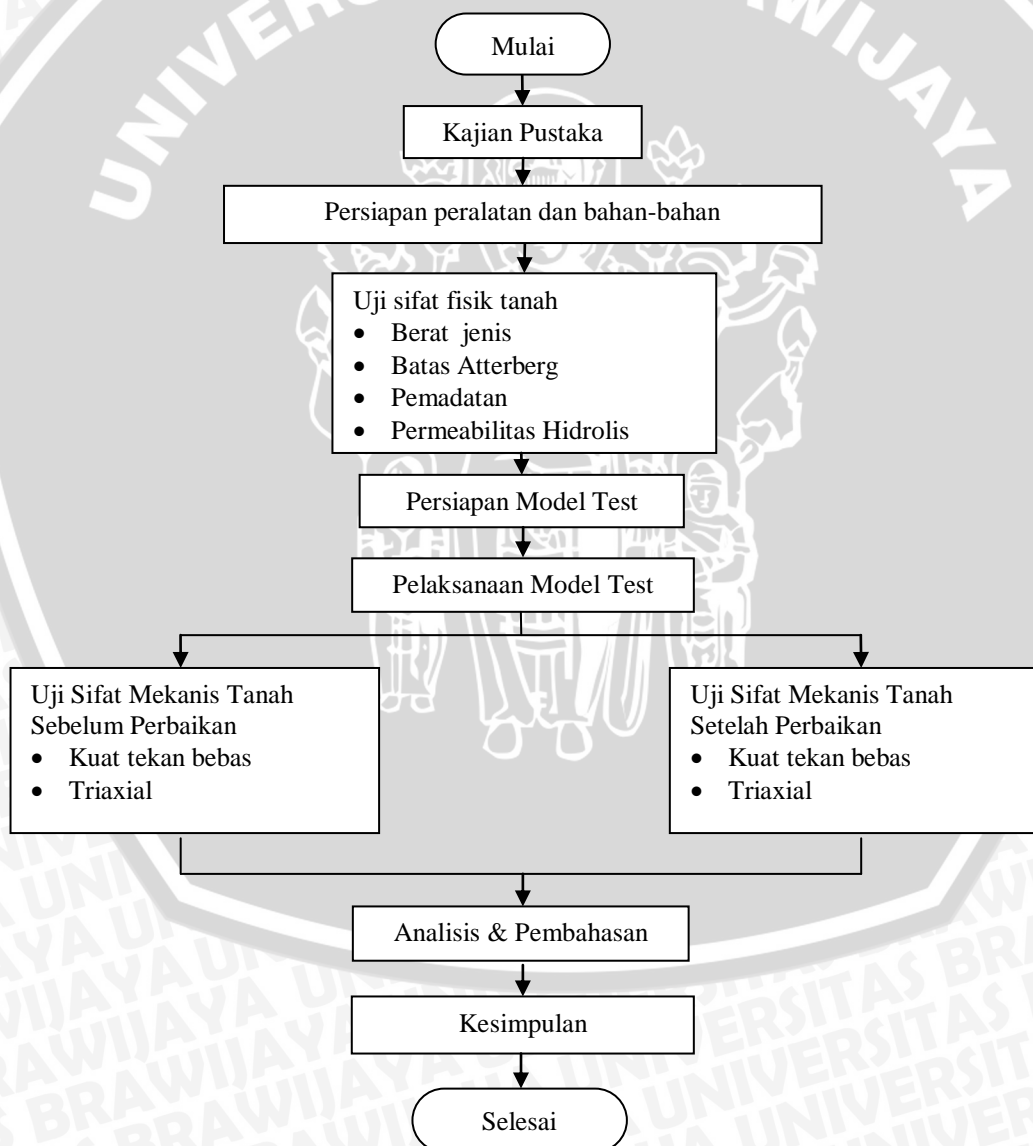 UNIVERSITAS BRAWIJAYA
Mulai
Kajian Pustaka
Persiapan peralatan dan bahan-bahan
Uji sifat fisik tanah
• Berat jenis
• Batas Atterberg
• Pemadatan
• Permeabilitas Hidrolis
Persiapan Model Test
Pelaksanaan Model Test
Uji Sifat Mekanis Tanah
Sebelum Perbaikan
• Kuat tekan bebas
• Triaxial
Uji Sifat Mekanis Tanah
Setelah Perbaikan
• Kuat tekan bebas
• Triaxial
Analisis & Pembahasan
Kesimpulan
Selesai